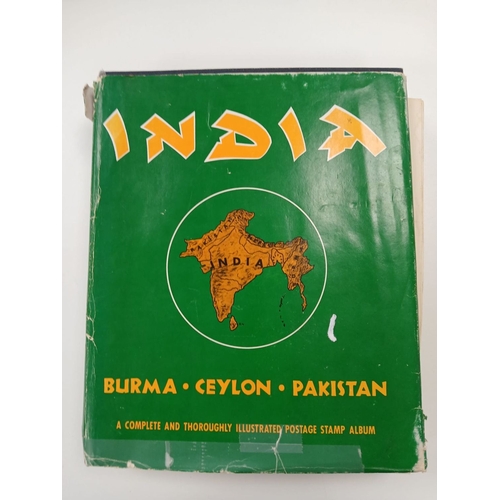 INDIA
INDIA
BURMA • CEYLON • PAKISTAN
A COMPLETE AND THOROUGHLY ILLUSTRATED POSTAGE STAMP ALBUM